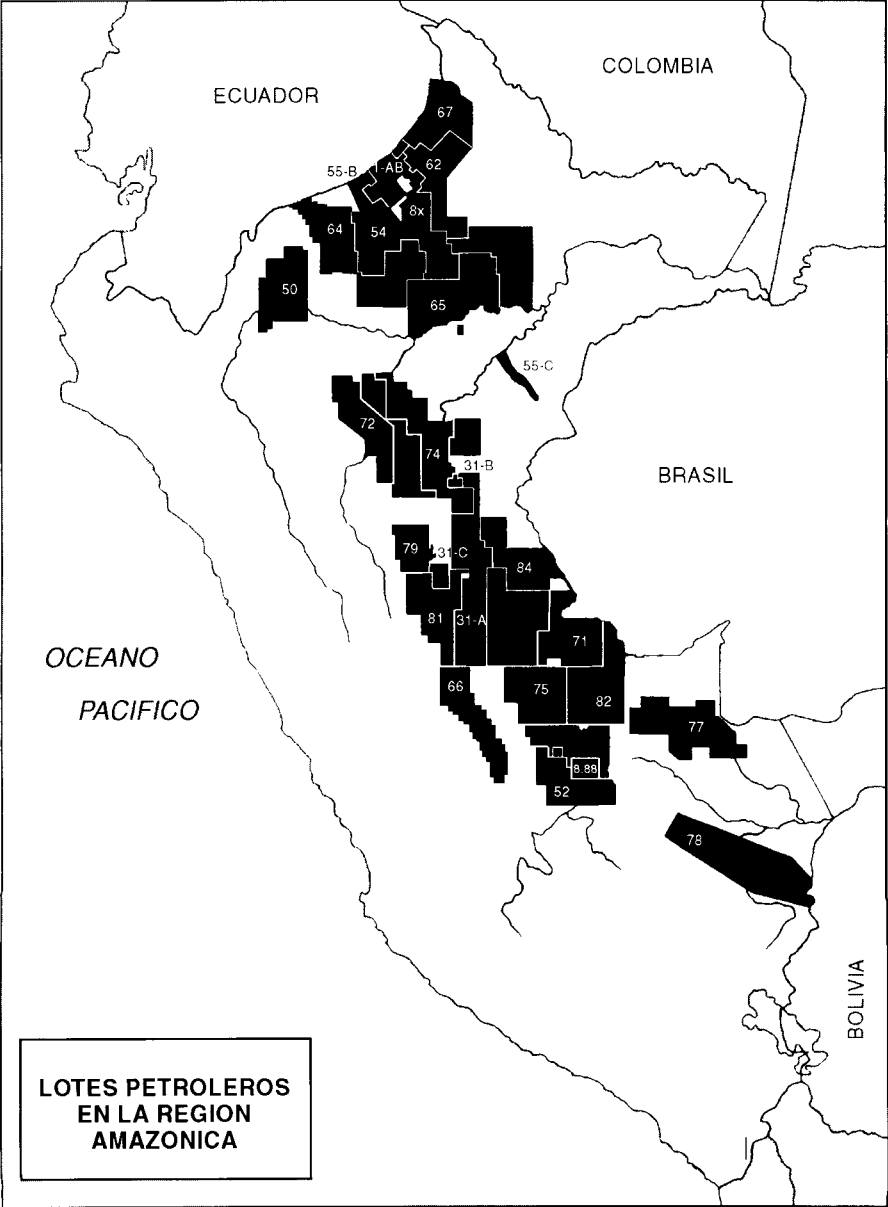 COLOMBIA
ECUADOR
67
55-B
1-AB
62
8x
64
54
50
65
55-C
72
74
31-B
BRASIL
79
31-C
84
81
31-A
71
OCEANO
PACIFICO
66
75
82
77
8.88
52
78
BOLIVIA
LOTES PETROLEROS
EN LA REGION
AMAZONICA